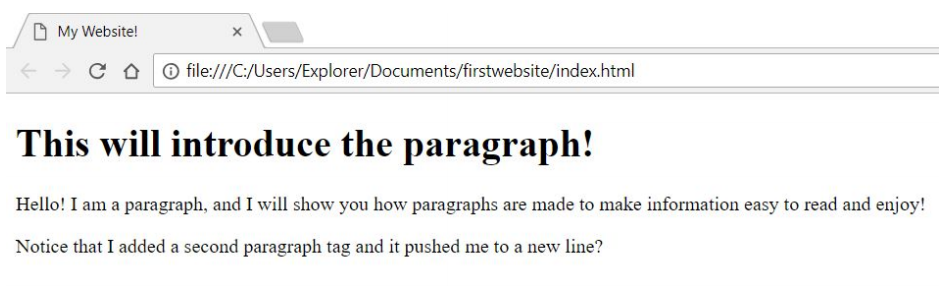 My Website!
file:///C:/Users/Explorer/Documents/firstwebsite/index.html
This will introduce the paragraph!
Hello! I am a paragraph, and I will show you how paragraphs are made to make information easy to read and enjoy!
Notice that I added a second paragraph tag and it pushed me to a new line?